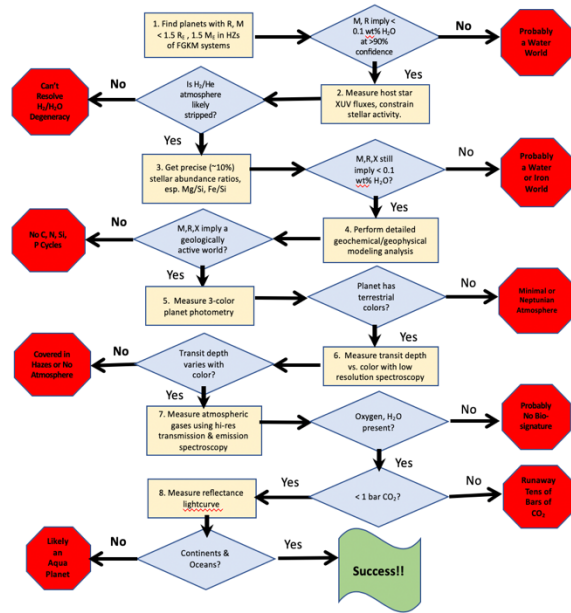 1. Find planets with R, M
< 1.5 RE , 1.5 ME in HZs
of FGKM systems
M, R imply <
0.1 wt% H2O
at >90%
confidence
No
Probably
a Water
World
Yes
Can't
Resolve
H2/H2O
Degeneracy
No
Is H2/He
atmosphere
likely
stripped?
2. Measure host star
XUV fluxes, constrain
stellar activity.
Yes
3. Get precise (~10%)
stellar abundance ratios,
esp. Mg/Si, Fe/Si
M,R,X still
imply < 0.1
wt% H2O?
No
Probably
a Water
or Iron
World
Yes
No C, N, Si,
P Cycles
No
M,R,X imply a
geologically
active world?
4. Perform detailed
geochemical/geophysical
modeling analysis
Yes
5. Measure 3-color
planet photometry
Planet has
terrestrial
colors?
No
Minimal or
Neptunian
Atmosphere
Yes
Covered in
Hazes or No
Atmosphere
No
Transit depth
varies with
color?
6. Measure transit depth
vs. color with low
resolution spectroscopy
Yes
7. Measure atmospheric
gases using hi-res
transmission & emission
spectroscopy
Oxygen, H2O
present?
No
Probably
No Bio-
signature
Yes
8. Measure reflectance
lightcurve
Yes
< 1 bar CO2?
No
Runaway
Tens of
Bars of
CO2
Likely
an
Aqua
Planet
No
Continents &
Oceans?
Yes
Success!!